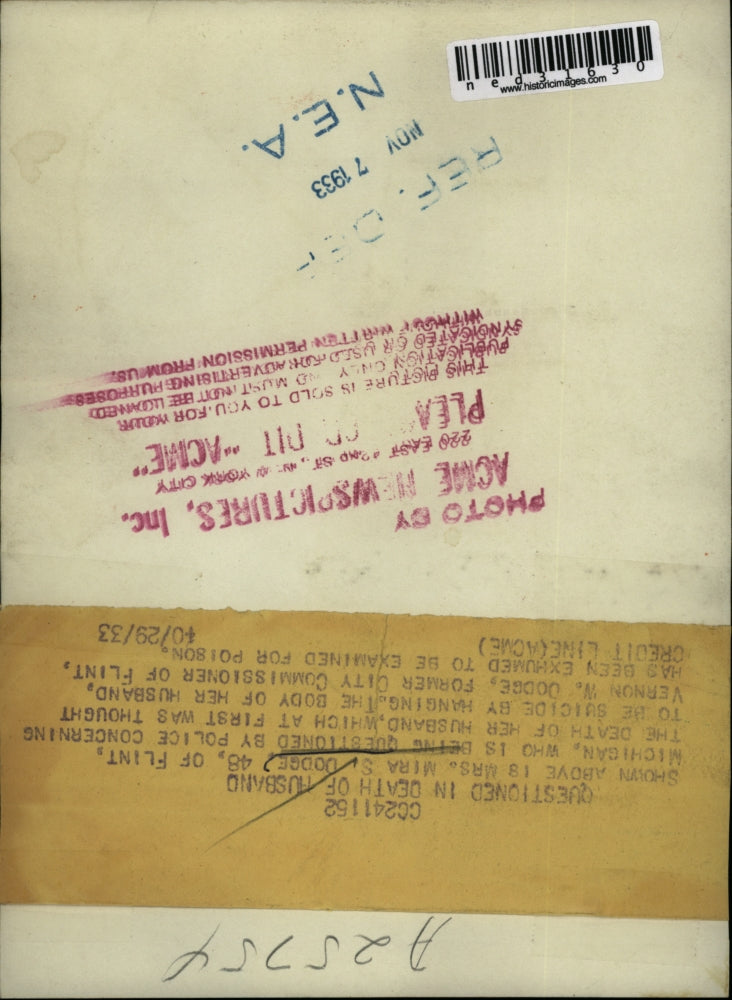 ned31630
www.historicimages.com
A25754
CC241152
QUESTIONED IN DEATH OF HUSBAND
SHOWN ABOVE IS MRS. MIRA S. DODGE, 48, OF FLINT,
MICHIGAN, WHO IS BEING QUESTIONED BY POLICE CONCERNING
THE DEATH OF HER HUSBAND, WHICH AT FIRST WAS THOUGHT
TO BE SUICIDE BY HANGING. THE BODY OF HER HUSBAND,
VERNON W. DODGE, FORMER CITY COMMISSIONER OF FLINT,
HAS BEEN EXHUMED TO BE EXAMINED FOR POISON.
CREDIT LINE(ACME) 10/29/33
PHOTO BY
ACME NEWSPICTURES, Inc.
220 EAST 42ND ST., NEW YORK CITY
PLEA CR DIT "ACME"
THIS PICTURE IS SOLD TO YOU FOR YOUR
PUBLICATION ONLY AND MUST NOT BE LOANED
SYNDICATED OR USED FOR ADVERTISING PURPOSES
WITHOUT WRITTEN PERMISSION FROM US.
REF. DEP
NOV 7 1933
N.E.A.